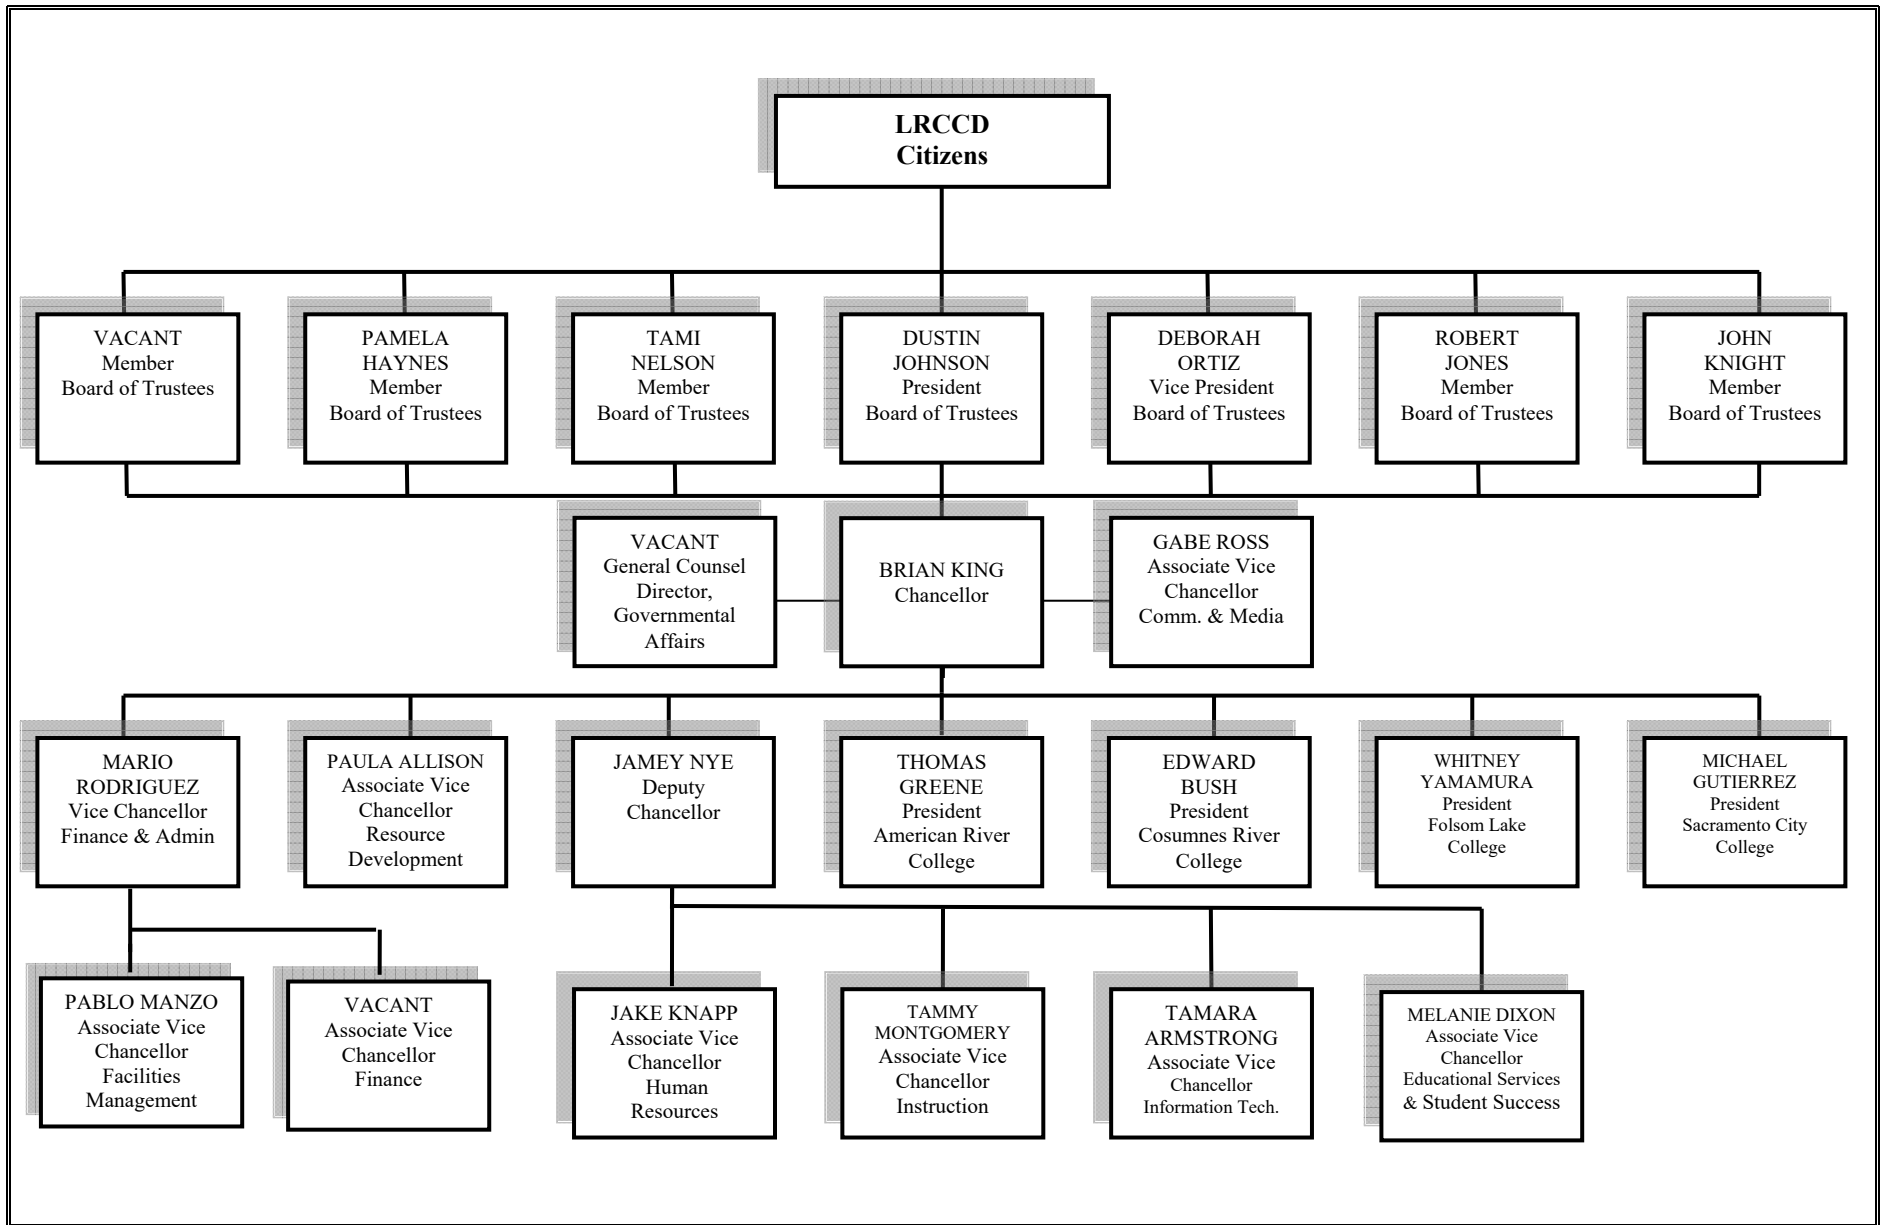 LRCCD
Citizens
VACANT
Member
Board of Trustees
PAMELA
HAYNES
Member
Board of Trustees
TAMI
NELSON
Member
Board of Trustees
DUSTIN
JOHNSON
President
Board of Trustees
DEBORAH
ORTIZ
Vice President
Board of Trustees
ROBERT
JONES
Member
Board of Trustees
JOHN
KNIGHT
Member
Board of Trustees
VACANT
General Counsel
Director,
Governmental
Affairs
BRIAN KING
Chancellor
GABE ROSS
Associate Vice
Chancellor
Comm. & Media
MARIO
RODRIGUEZ
Vice Chancellor
Finance & Admin
PAULA ALLISON
Associate Vice
Chancellor
Resource
Development
JAMEY NYE
Deputy
Chancellor
THOMAS
GREENE
President
American River
College
EDWARD
BUSH
President
Cosumnes River
College
WHITNEY
YAMAMURA
President
Folsom Lake
College
MICHAEL
GUTIERREZ
President
Sacramento City
College
PABLO MANZO
Associate Vice
Chancellor
Facilities
Management
VACANT
Associate Vice
Chancellor
Finance
JAKE KNAPP
Associate Vice
Chancellor
Human
Resources
TAMMY
MONTGOMERY
Associate Vice
Chancellor
Instruction
TAMARA
ARMSTRONG
Associate Vice
Chancellor
Information Tech.
MELANIE DIXON
Associate Vice
Chancellor
Educational Services
& Student Success